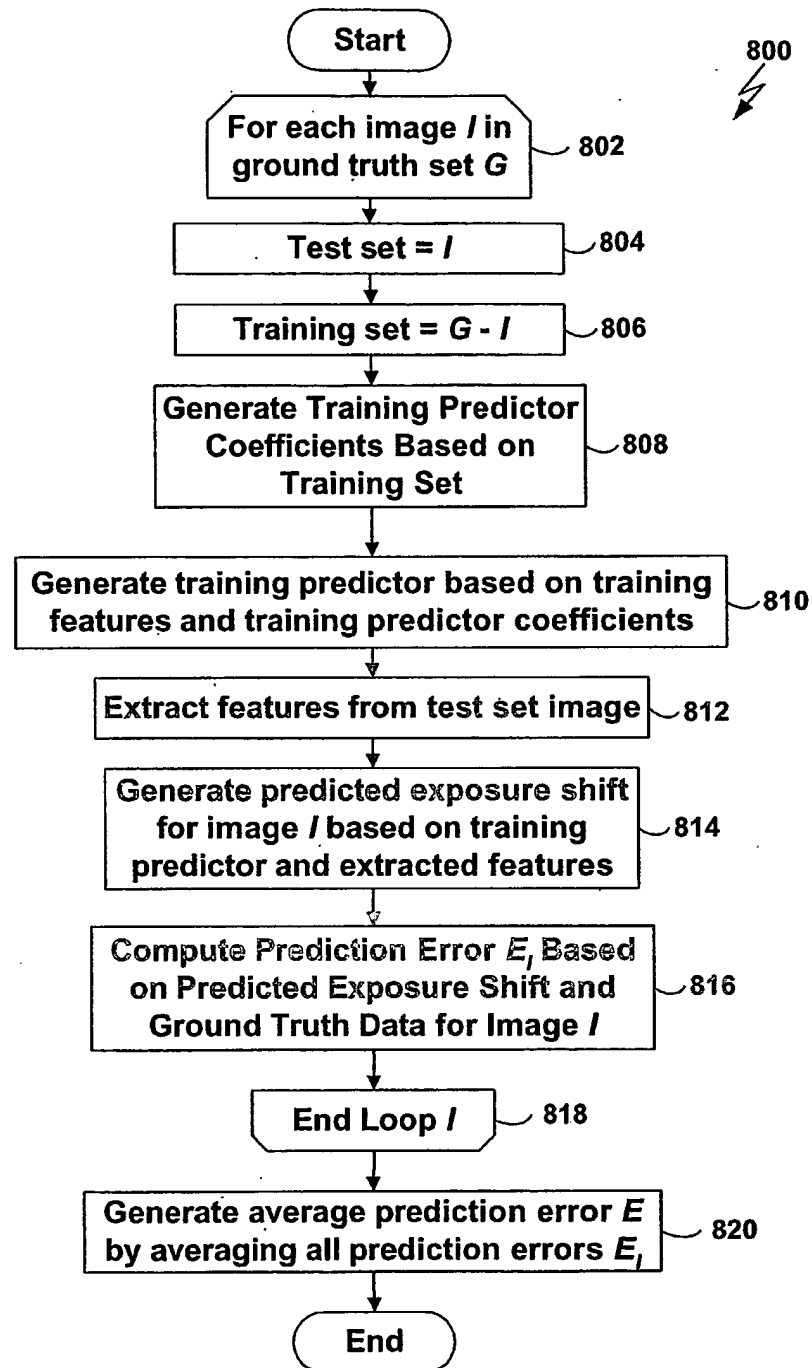 Start
800
For each image I in
ground truth set G
802
Test set = I
804
Training set = G - I
806
Generate Training Predictor
Coefficients Based on
Training Set
808
Generate training predictor based on training
features and training predictor coefficients
810
Extract features from test set image
812
Generate predicted exposure shift
for image I based on training
predictor and extracted features
814
Compute Prediction Error E_I Based
on Predicted Exposure Shift and
Ground Truth Data for Image I
816
End Loop I
818
Generate average prediction error E
by averaging all prediction errors E_I
820
End